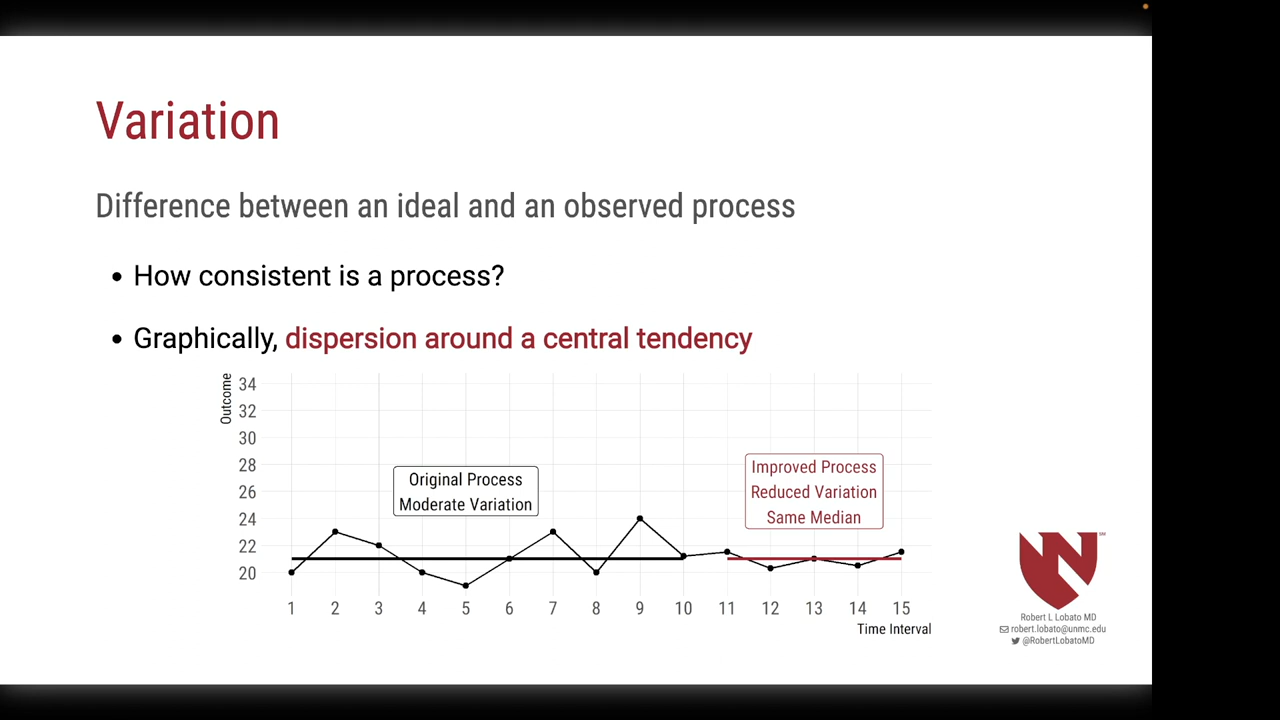 Variation
Difference between an ideal and an observed process
• How consistent is a process?
• Graphically, dispersion around a central tendency
Outcome
34
32
30
28
26
24
22
20
Original Process
Moderate Variation
Improved Process
Reduced Variation
Same Median
1 2 3 4 5 6 7 8 9 10 11 12 13 14 15
Time Interval
N
SM
Robert L Lobato MD
robert.lobato@unmc.edu
@RobertLobatoMD